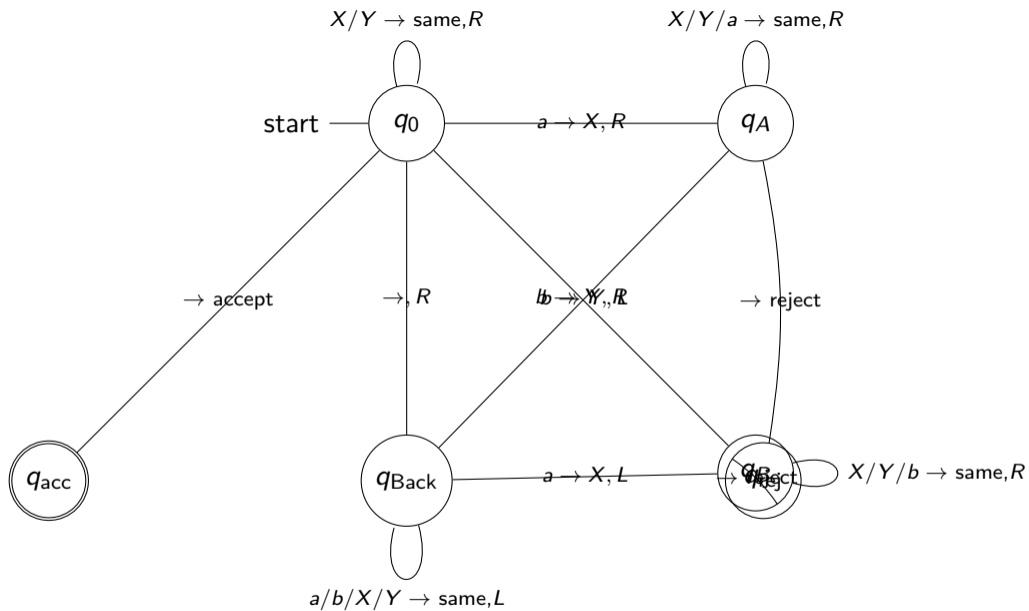 X/Y → same,R
X/Y/a → same,R
start
q0
a → X, R
qA
→ accept
→, R
→ reject
qacc
qBack
a → X, L
X/Y/b → same,R
a/b/X/Y → same,L